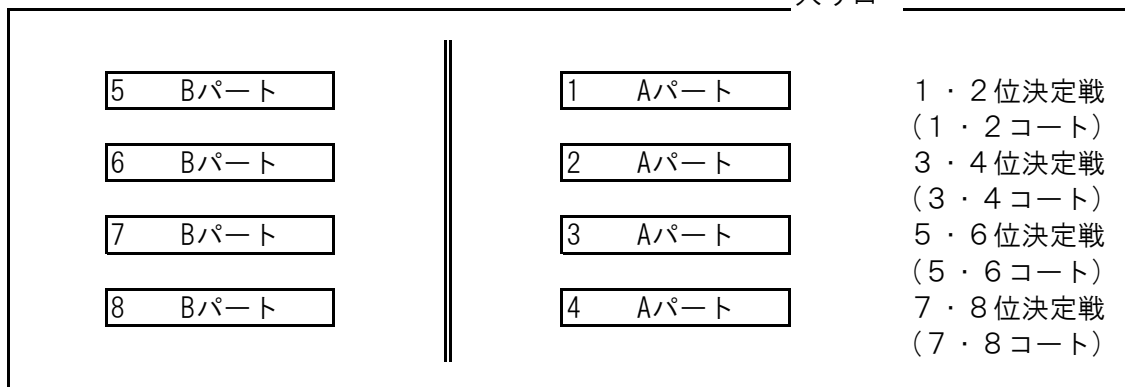 5 Bパート
6 Bパート
7 Bパート
8 Bパート
1 Aパート
2 Aパート
3 Aパート
4 Aパート
1・2位決定戦
(1・2コート)
3・4位決定戦
(3・4コート)
5・6位決定戦
(5・6コート)
7・8位決定戦
(7・8コート)